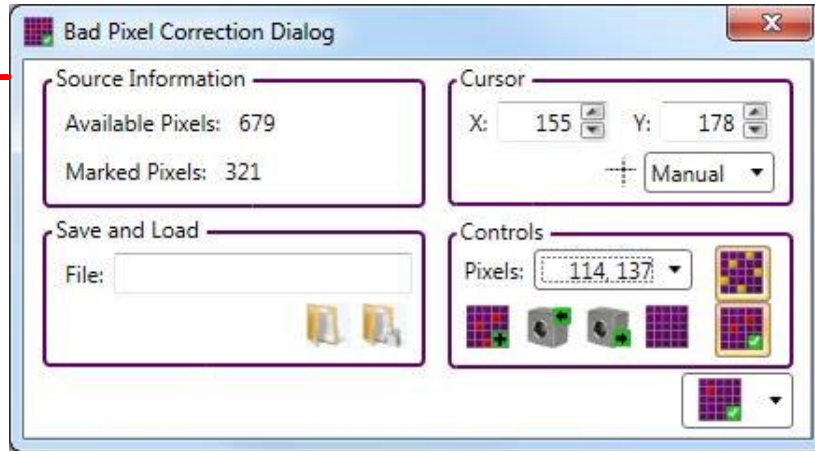 Bad Pixel Correction Dialog
Source Information
Available Pixels: 679
Marked Pixels: 321
Cursor
X: 155 Y: 178
Manual
Save and Load
File:
Controls
Pixels: 114, 137